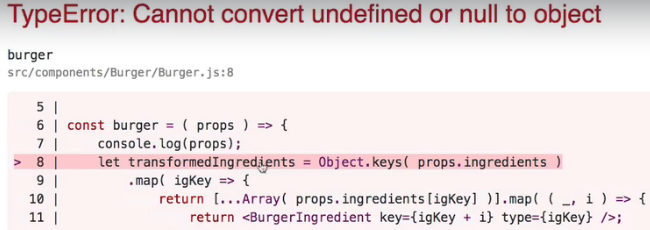 TypeError: Cannot convert undefined or null to object
burger
src/components/Burger/Burger.js:8
5 |
6 | const burger = ( props ) => {
7 |     console.log(props);
> 8 |     let transformedIngredients = Object.keys( props.ingredients )
9 |         .map( igKey => {
10 |             return [...Array( props.ingredients[igKey] )].map( ( _, i ) => {
11 |                 return <BurgerIngredient key={igKey + i} type={igKey} />;